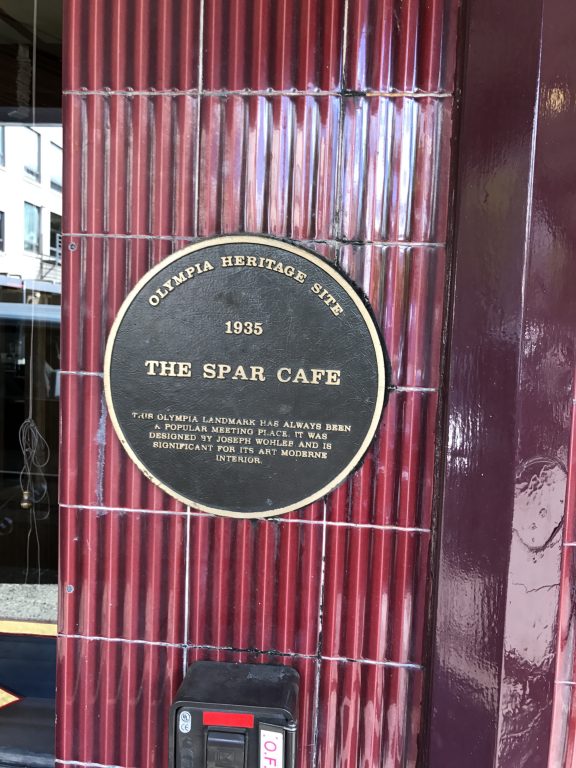 OLYMPIA HERITAGE SITE
1935
THE SPAR CAFE
THIS OLYMPIA LANDMARK HAS ALWAYS BEEN
A POPULAR MEETING PLACE. IT WAS
DESIGNED BY JOSEPH WOHLEB AND IS
SIGNIFICANT FOR ITS ART MODERNE
INTERIOR.
UL
O.F